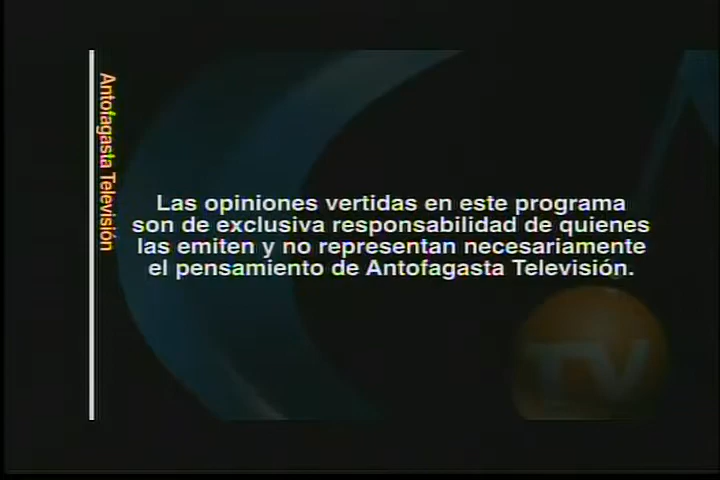 Antofagasta Televisión
Las opiniones vertidas en este programa
son de exclusiva responsabilidad de quienes
las emiten y no representan necesariamente
el pensamiento de Antofagasta Televisión.
TV